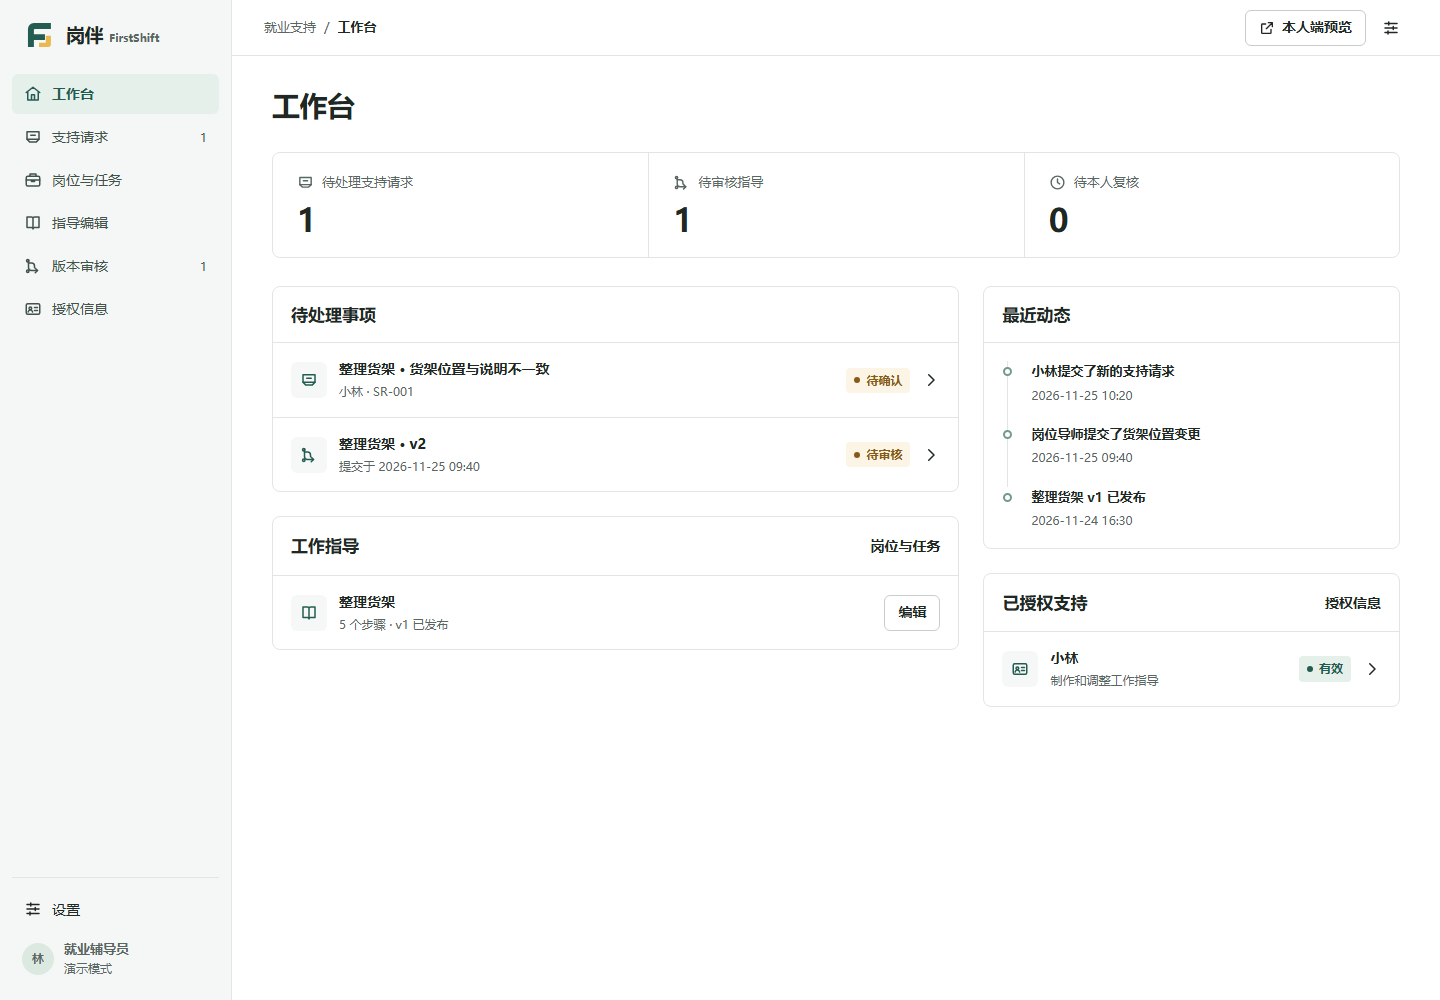 岗伴 FirstShift
工作台
支持请求 1
岗位与任务
指导编辑
版本审核 1
授权信息
设置
林
就业辅导员
演示模式
就业支持 / 工作台
本人端预览
工作台
待处理支持请求
1
待审核指导
1
待本人复核
0
待处理事项
整理货架 • 货架位置与说明不一致
小林 · SR-001
待确认
整理货架 • v2
提交于 2026-11-25 09:40
待审核
工作指导
岗位与任务
整理货架
5 个步骤 · v1 已发布
编辑
最近动态
小林提交了新的支持请求
2026-11-25 10:20
岗位导师提交了货架位置变更
2026-11-25 09:40
整理货架 v1 已发布
2026-11-24 16:30
已授权支持
授权信息
小林
制作和调整工作指导
有效